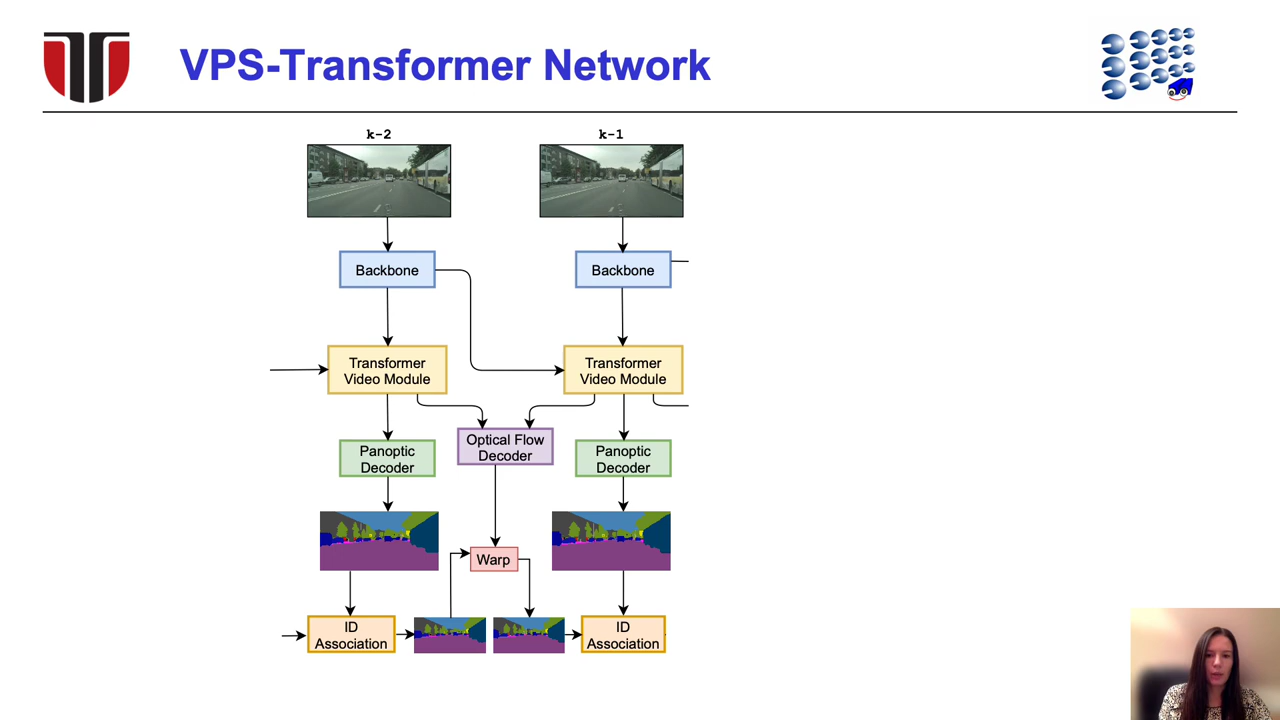 VPS-Transformer Network
k-2
k-1
Backbone
Backbone
Transformer
Video Module
Transformer
Video Module
Optical Flow
Decoder
Panoptic
Decoder
Panoptic
Decoder
Warp
ID
Association
ID
Association